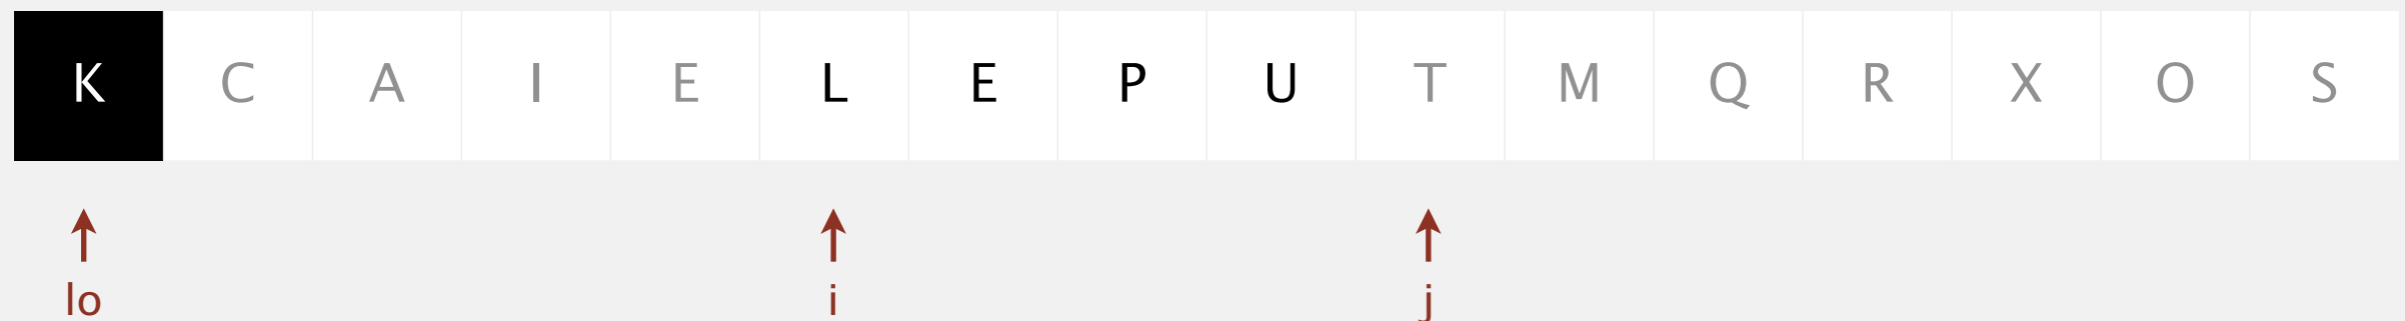 K C A I E L E P U T M Q R X O S
lo i j